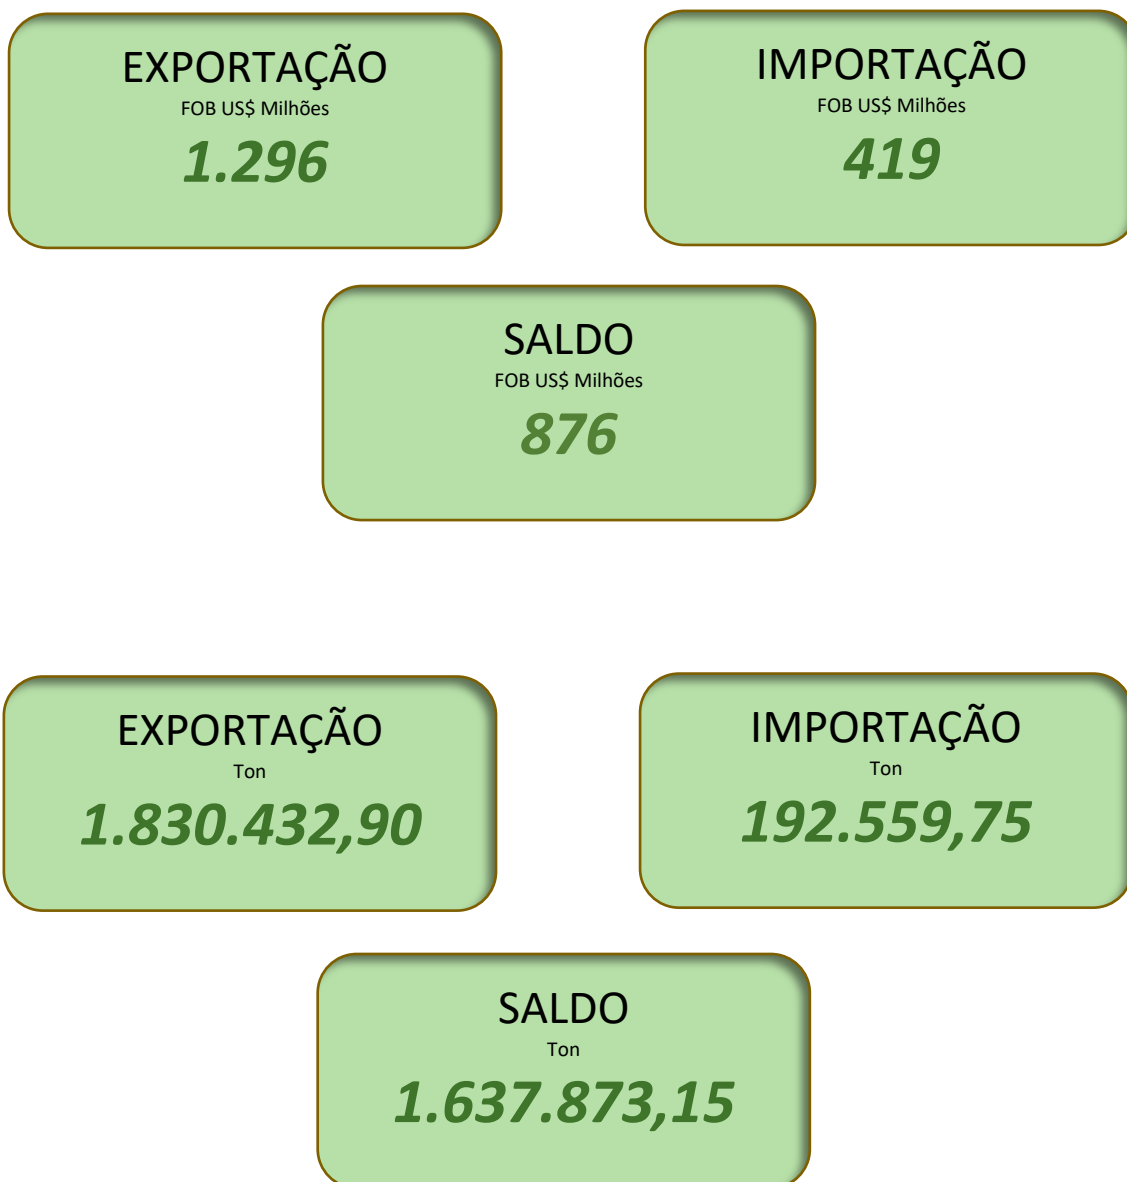 EXPORTAÇÃO
FOB US$ Milhões
1.296
IMPORTAÇÃO
FOB US$ Milhões
419
SALDO
FOB US$ Milhões
876
EXPORTAÇÃO
Ton
1.830.432,90
IMPORTAÇÃO
Ton
192.559,75
SALDO
Ton
1.637.873,15